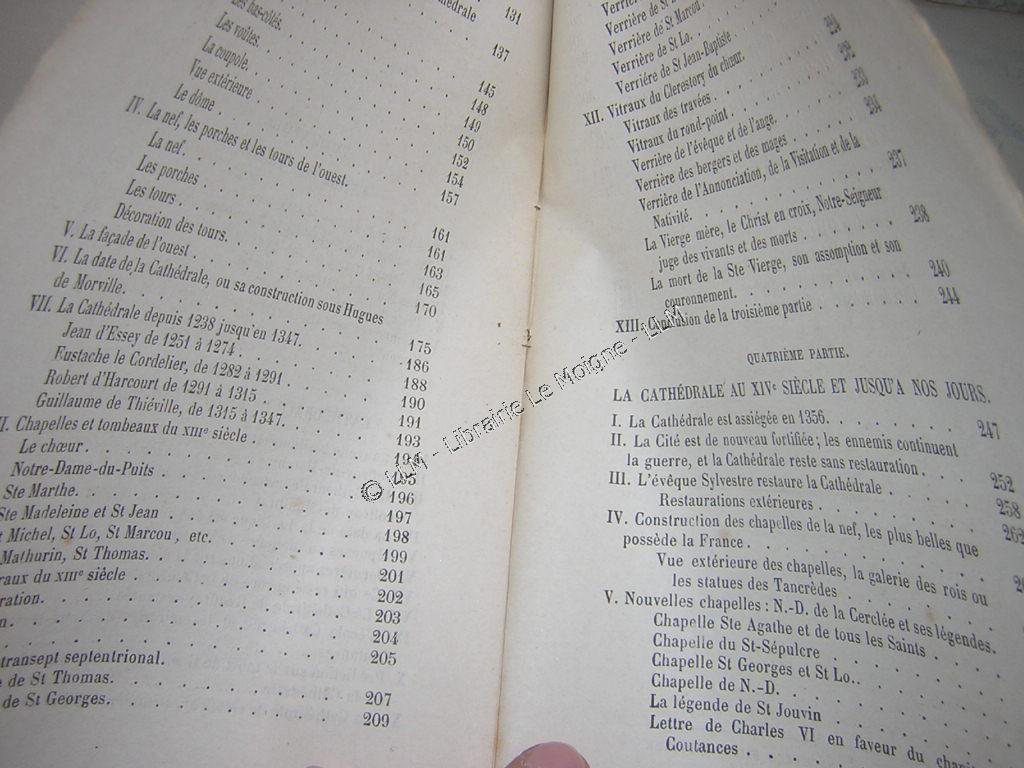 131
Les bas-côtés.
137
Les voûtes.
La coupole. 145
Vue extérieure 148
Le dôme 149
IV. La nef, les porches et les tours de l'ouest. 150
La nef. 152
Les porches 154
Les tours 157
Décoration des tours. 161
V. La façade de l'ouest 161
VI. La date de la Cathédrale, ou sa construction sous Hugues 163
de Morville. 165
VII. La Cathédrale depuis 1238 jusqu'en 1347. 170
Jean d'Essey de 1251 à 1274 175
Eustache le Cordelier, de 1282 à 1291 186
Robert d'Harcourt de 1291 à 1315 188
Guillaume de Thiéville, de 1315 à 1347. 190
II. Chapelles et tombeaux du XIIIe siècle 191
Le chœur. 193
Notre-Dame-du-Puits 194
Ste Marthe. 195
Ste Madeleine et St Jean 196
t Michel, St Lo, St Marcou, etc. 197
Mathurin, St Thomas. 198
raux du XIIIe siècle 199
ration. 201
n. 202
203
transept septentrional. 204
e de St Thomas. 205
de St Georges. 207
209
Verrière de St Marcou.
Verrière de St Lo.
Verrière de St Jean-Baptiste
XII. Vitraux du Clerestory du chœur.
Vitraux des travées
Vitraux du rond-point
Verrière de l'évêque et de l'ange.
Verrière des bergers et des mages
Verrière de l'Annonciation, de la Visitation et de la
Nativité. 237
La Vierge mère, le Christ en croix, Notre-Seigneur
juge des vivants et des morts 238
La mort de la Ste Vierge, son assomption et son
couronnement. 240
XIII. Conclusion de la troisième partie 244
QUATRIÈME PARTIE.
LA CATHÉDRALE AU XIVe SIÈCLE ET JUSQU'A NOS JOURS.
I. La Cathédrale est assiégée en 1356. 247
II. La Cité est de nouveau fortifiée; les ennemis continuent
la guerre, et la Cathédrale reste sans restauration. 252
III. L'évêque Sylvestre restaure la Cathédrale 258
Restaurations extérieures 262
IV. Construction des chapelles de la nef, les plus belles que
possède la France
Vue extérieure des chapelles, la galerie des rois ou
les statues des Tancrèdes
V. Nouvelles chapelles : N.-D. de la Cerclée et ses légendes.
Chapelle Ste Agathe et de tous les Saints
Chapelle du St-Sépulcre
Chapelle St Georges et St Lo.
Chapelle de N.-D.
La légende de St Jouvin
Lettre de Charles VI en faveur du
Coutances
© LLM - Librairie Le Moigne - LLM